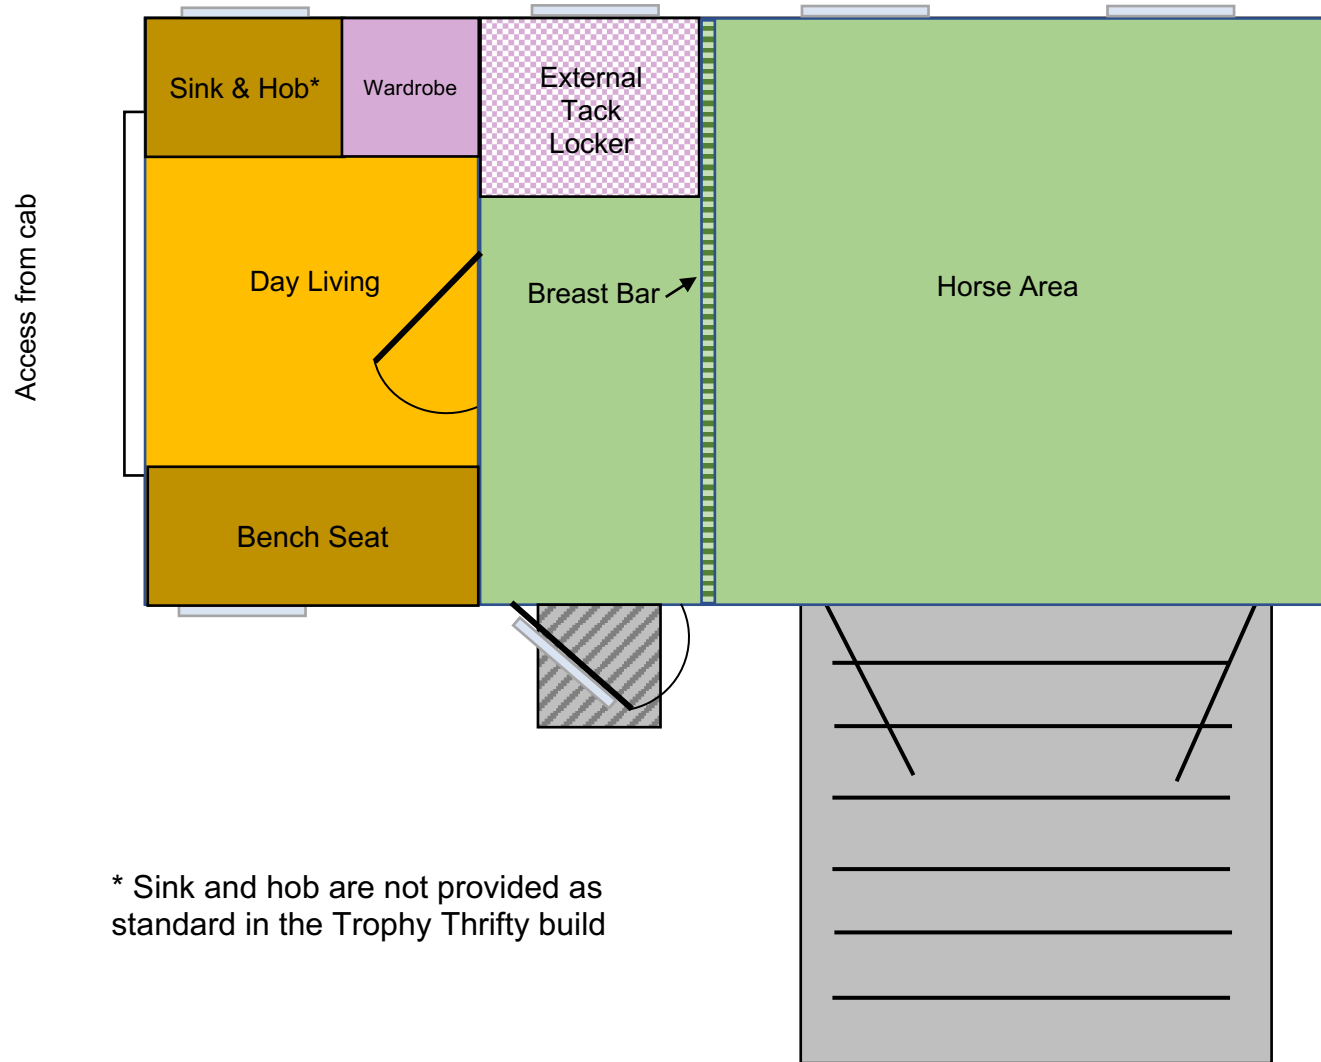 Sink & Hob*
Wardrobe
External
Tack
Locker
Access from cab
Day Living
Breast Bar
Horse Area
Bench Seat
* Sink and hob are not provided as
standard in the Trophy Thrifty build